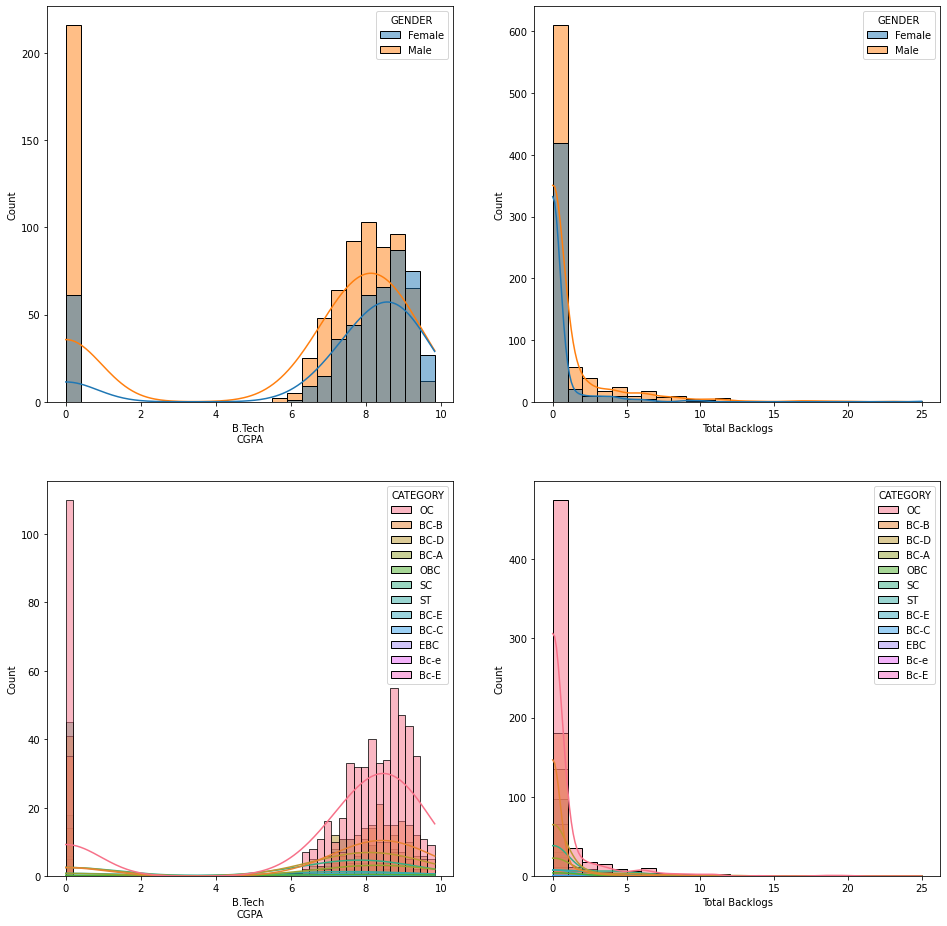 GENDER
Female
Male
Count
200
150
100
50
0
0 2 4 6 8 10
B.Tech
CGPA
GENDER
Female
Male
Count
600
500
400
300
200
100
0
0 5 10 15 20 25
Total Backlogs
CATEGORY
OC
BC-B
BC-D
BC-A
OBC
SC
ST
BC-E
BC-C
EBC
Bc-e
Bc-E
Count
100
80
60
40
20
0
0 2 4 6 8 10
B.Tech
CGPA
CATEGORY
OC
BC-B
BC-D
BC-A
OBC
SC
ST
BC-E
BC-C
EBC
Bc-e
Bc-E
Count
400
300
200
100
0
0 5 10 15 20 25
Total Backlogs